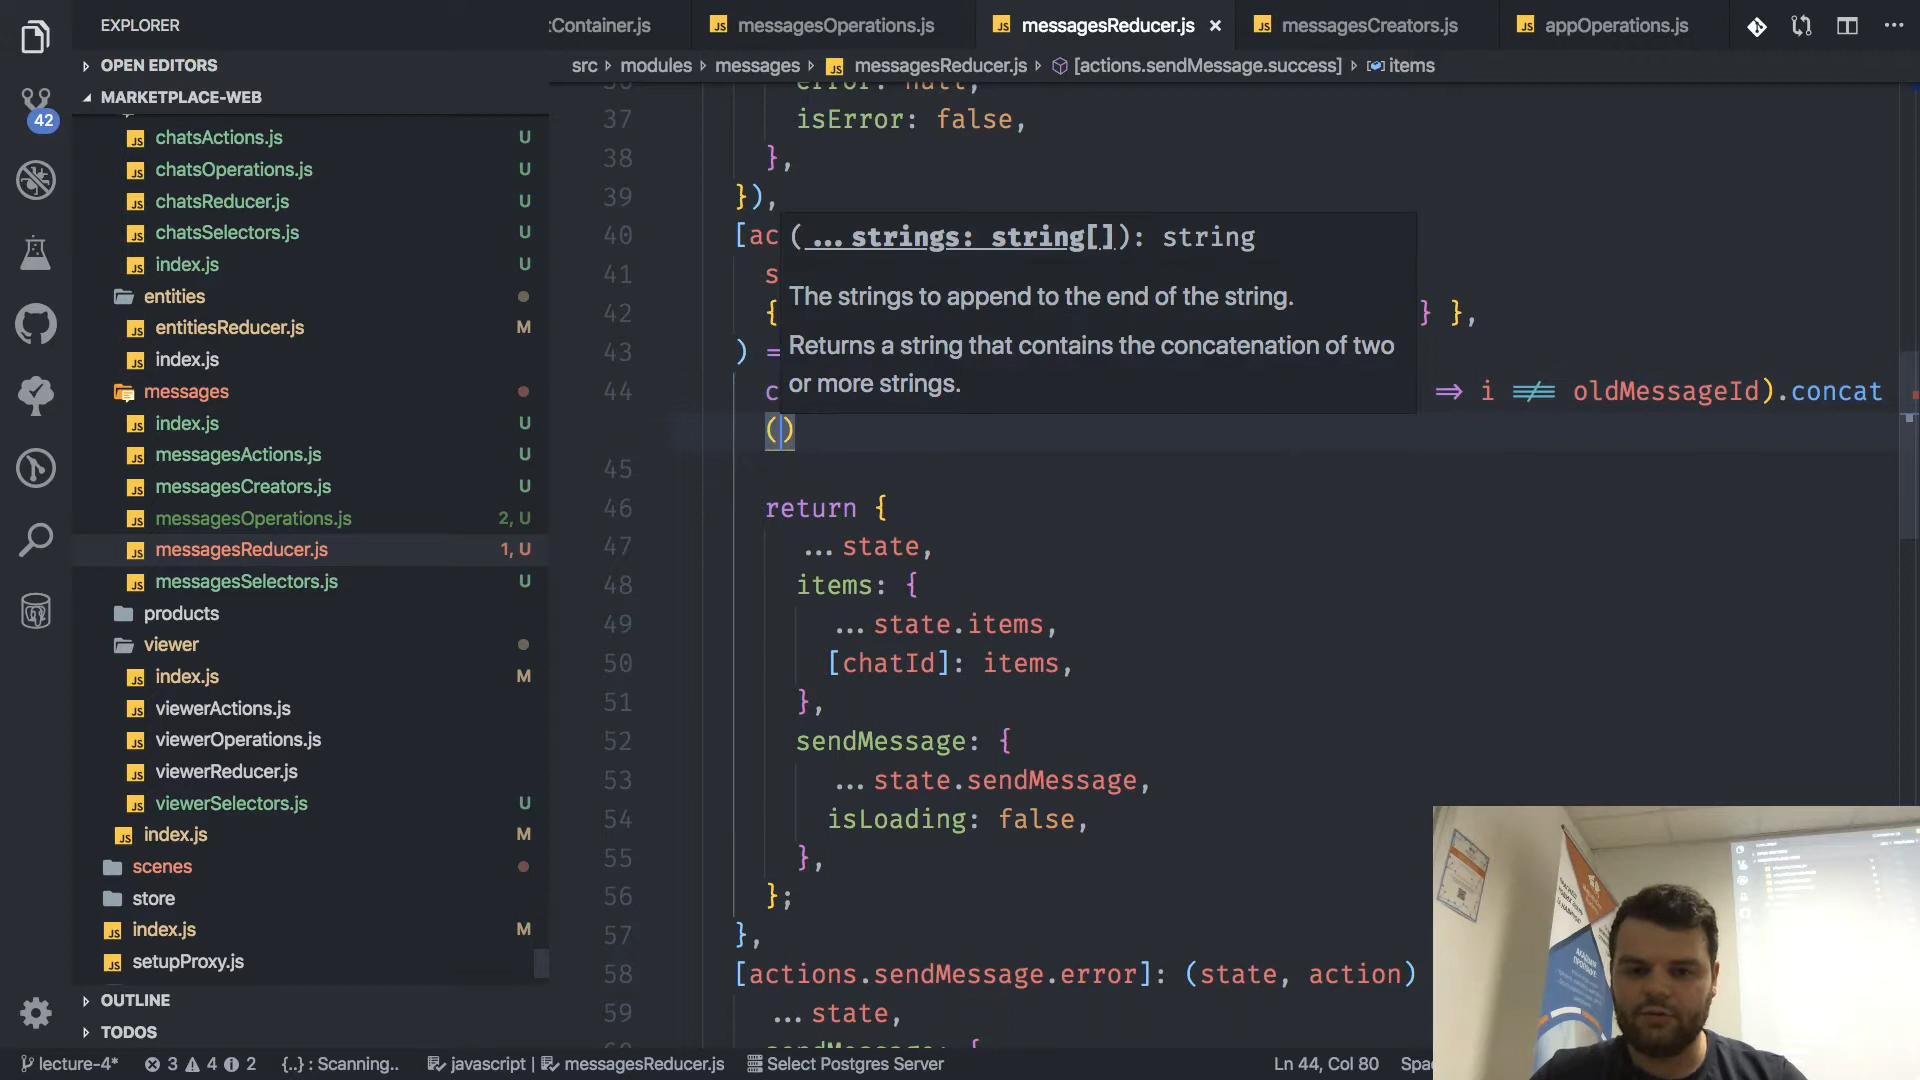 EXPLORER
:Container.js
messagesOperations.js
messagesReducer.js
messagesCreators.js
appOperations.js
OPEN EDITORS
MARKETPLACE-WEB
src › modules › messages › messagesReducer.js › [actions.sendMessage.success] › items
42
chatsActions.js U
chatsOperations.js U
chatsReducer.js U
chatsSelectors.js U
index.js U
entities
entitiesReducer.js M
index.js
messages
index.js U
messagesActions.js U
messagesCreators.js U
messagesOperations.js 2, U
messagesReducer.js 1, U
messagesSelectors.js U
products
viewer
index.js M
viewerActions.js
viewerOperations.js
viewerReducer.js
viewerSelectors.js U
index.js M
scenes
store
index.js M
setupProxy.js
OUTLINE
TODOS
36 error: null,
37 isError: false,
38 },
39 }),
40 [ac
41 s
42 { } },
43 ) =
44 c => i !== oldMessageId).concat
()
(...strings: string[]): string
The strings to append to the end of the string.
Returns a string that contains the concatenation of two
or more strings.
45
46 return {
47 ...state,
48 items: {
49 ...state.items,
50 [chatId]: items,
51 },
52 sendMessage: {
53 ...state.sendMessage,
54 isLoading: false,
55 },
56 };
57 },
58 [actions.sendMessage.error]: (state, action)
59 ...state,
60 sendMessage: {
lecture-4* 3 4 2 {..} : Scanning.. javascript | messagesReducer.js Select Postgres Server Ln 44, Col 80 Spa